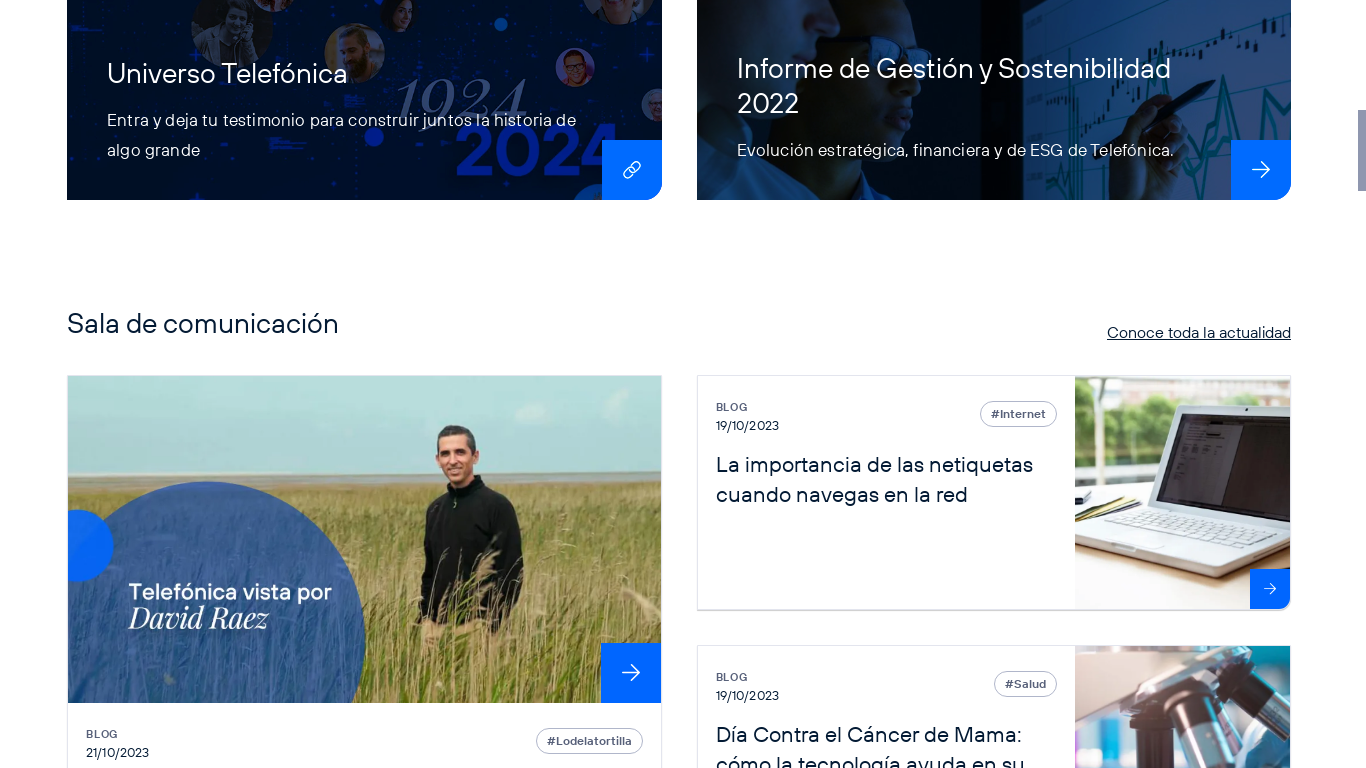 Universo Telefónica
1924
2024
Entra y deja tu testimonio para construir juntos la historia de
algo grande
Informe de Gestión y Sostenibilidad
2022
Evolución estratégica, financiera y de ESG de Telefónica.
Sala de comunicación
Conoce toda la actualidad
Telefónica vista por
David Raez
BLOG
21/10/2023
#Lodelatortilla
BLOG
19/10/2023
#Internet
La importancia de las netiquetas
cuando navegas en la red
BLOG
19/10/2023
#Salud
Día Contra el Cáncer de Mama:
cómo la tecnología ayuda en su